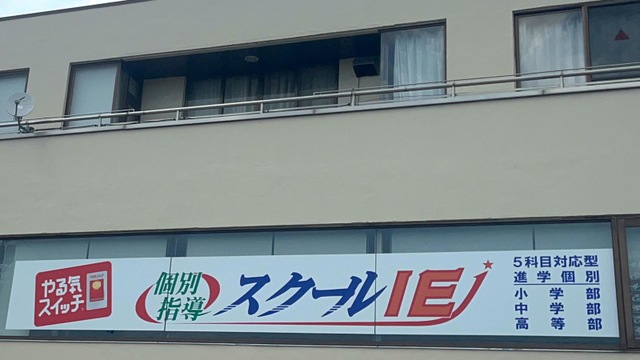 やる気
スイッチ
個別
指導
スクールIE
5科目対応型
進学個別
小学部
中学部
高等部